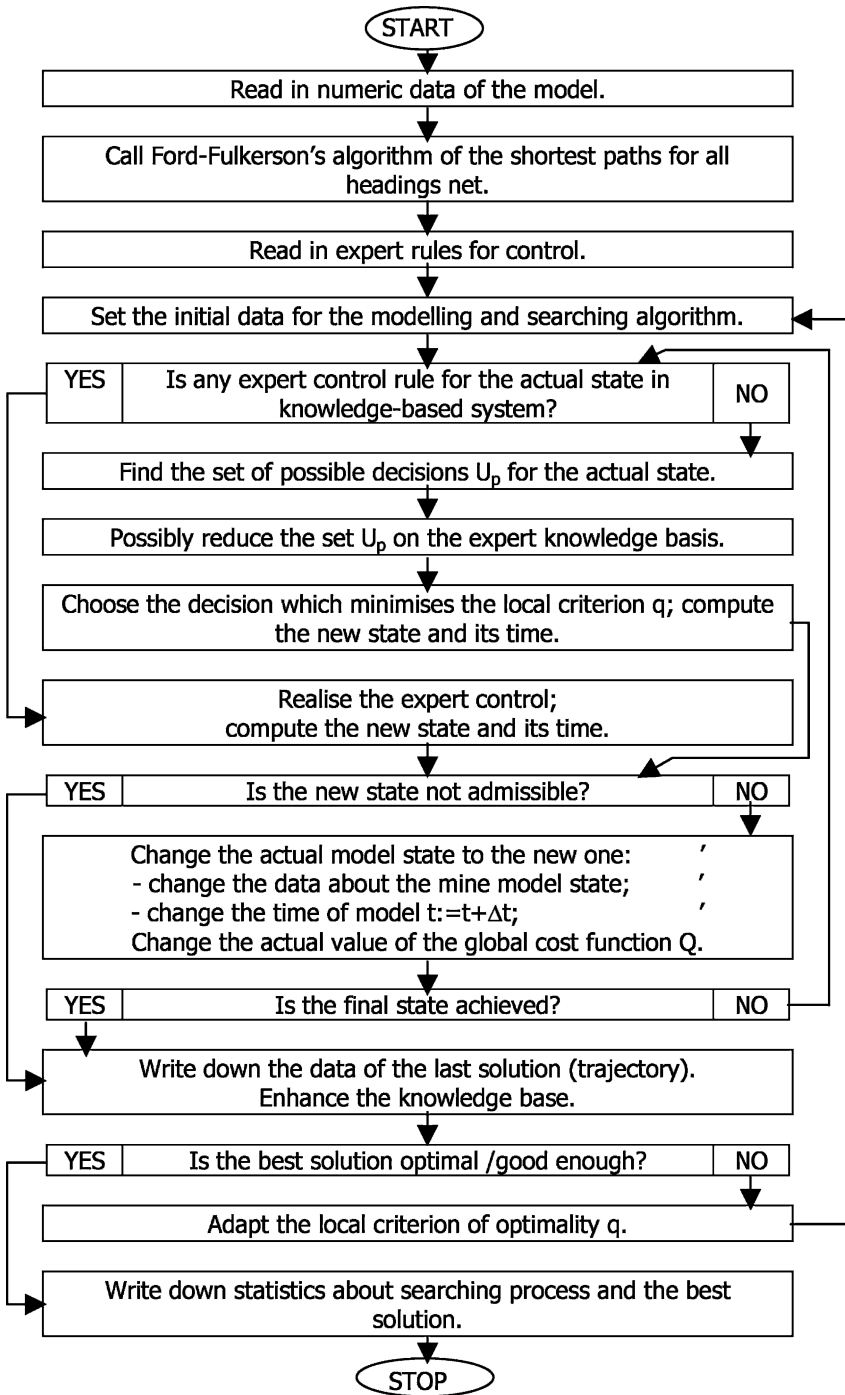 START
Read in numeric data of the model.
Call Ford-Fulkerson's algorithm of the shortest paths for all
headings net.
Read in expert rules for control.
Set the initial data for the modelling and searching algorithm.
YES
Is any expert control rule for the actual state in
knowledge-based system?
NO
Find the set of possible decisions Up for the actual state.
Possibly reduce the set Up on the expert knowledge basis.
Choose the decision which minimises the local criterion q; compute
the new state and its time.
Realise the expert control;
compute the new state and its time.
YES
Is the new state not admissible?
NO
Change the actual model state to the new one: ′
- change the data about the mine model state; ′
- change the time of model t:=t+Δt; ′
Change the actual value of the global cost function Q.
YES
Is the final state achieved?
NO
Write down the data of the last solution (trajectory).
Enhance the knowledge base.
YES
Is the best solution optimal /good enough?
NO
Adapt the local criterion of optimality q.
Write down statistics about searching process and the best
solution.
STOP